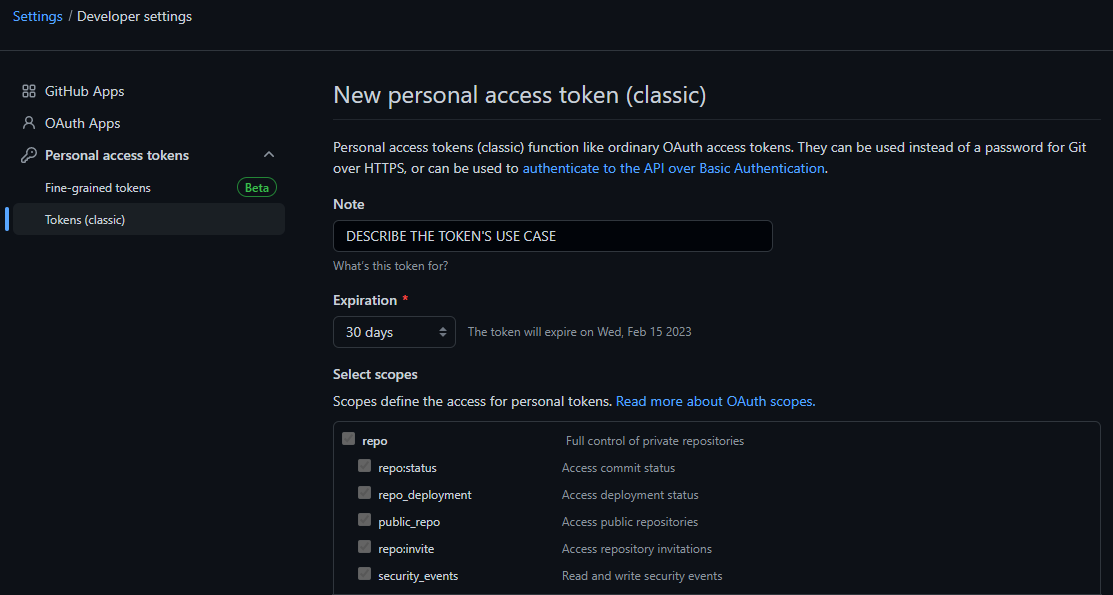 Settings / Developer settings
GitHub Apps
OAuth Apps
Personal access tokens
Fine-grained tokens Beta
Tokens (classic)
New personal access token (classic)
Personal access tokens (classic) function like ordinary OAuth access tokens. They can be used instead of a password for Git
over HTTPS, or can be used to authenticate to the API over Basic Authentication.
Note
DESCRIBE THE TOKEN'S USE CASE
What's this token for?
Expiration *
30 days The token will expire on Wed, Feb 15 2023
Select scopes
Scopes define the access for personal tokens. Read more about OAuth scopes.
repo Full control of private repositories
repo:status Access commit status
repo_deployment Access deployment status
public_repo Access public repositories
repo:invite Access repository invitations
security_events Read and write security events